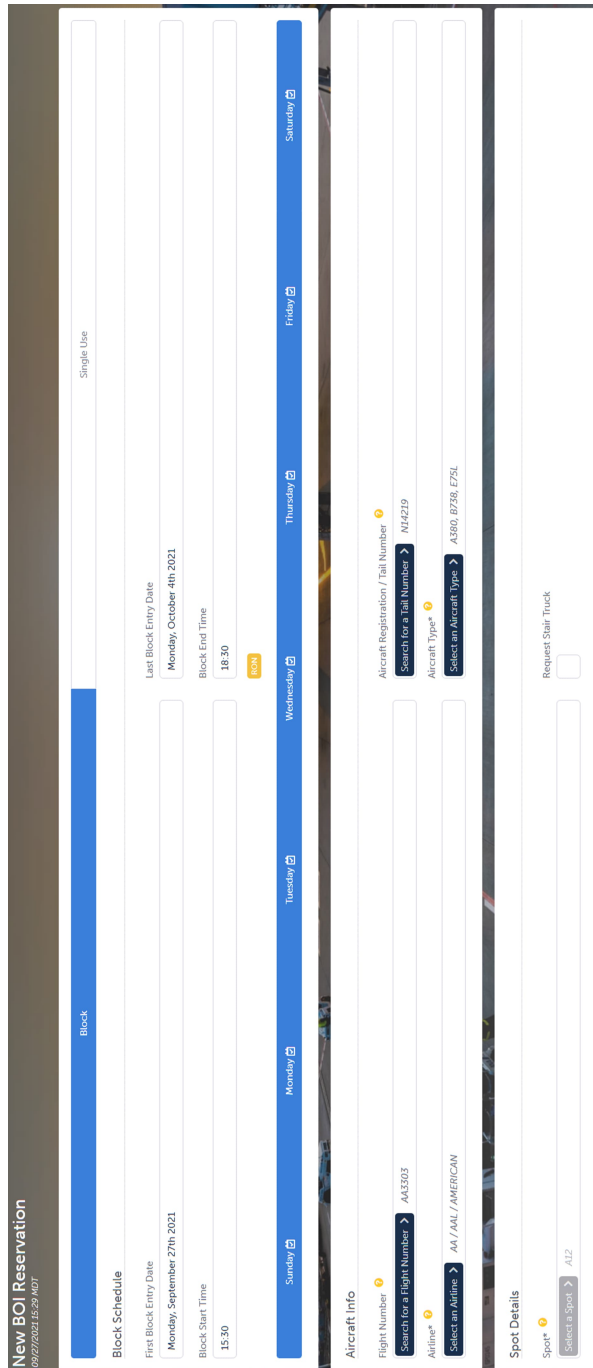 New BOI Reservation
09/27/2021 15:29 MDT
Block
Single Use
Block Schedule
First Block Entry Date
Last Block Entry Date
Monday, September 27th 2021
Monday, October 4th 2021
Block Start Time
Block End Time
15:30
18:30
RON
Sunday
Monday
Tuesday
Wednesday
Thursday
Friday
Saturday
Aircraft Info
Flight Number ?
Aircraft Registration / Tail Number ?
Search for a Flight Number > AA3303
Search for a Tail Number > N14219
Airline* ?
Aircraft Type* ?
Select an Airline > AA / AAL / AMERICAN
Select an Aircraft Type > A380, B738, E75L
Spot Details
Spot* ?
Request Stair Truck
Select a Spot > A12